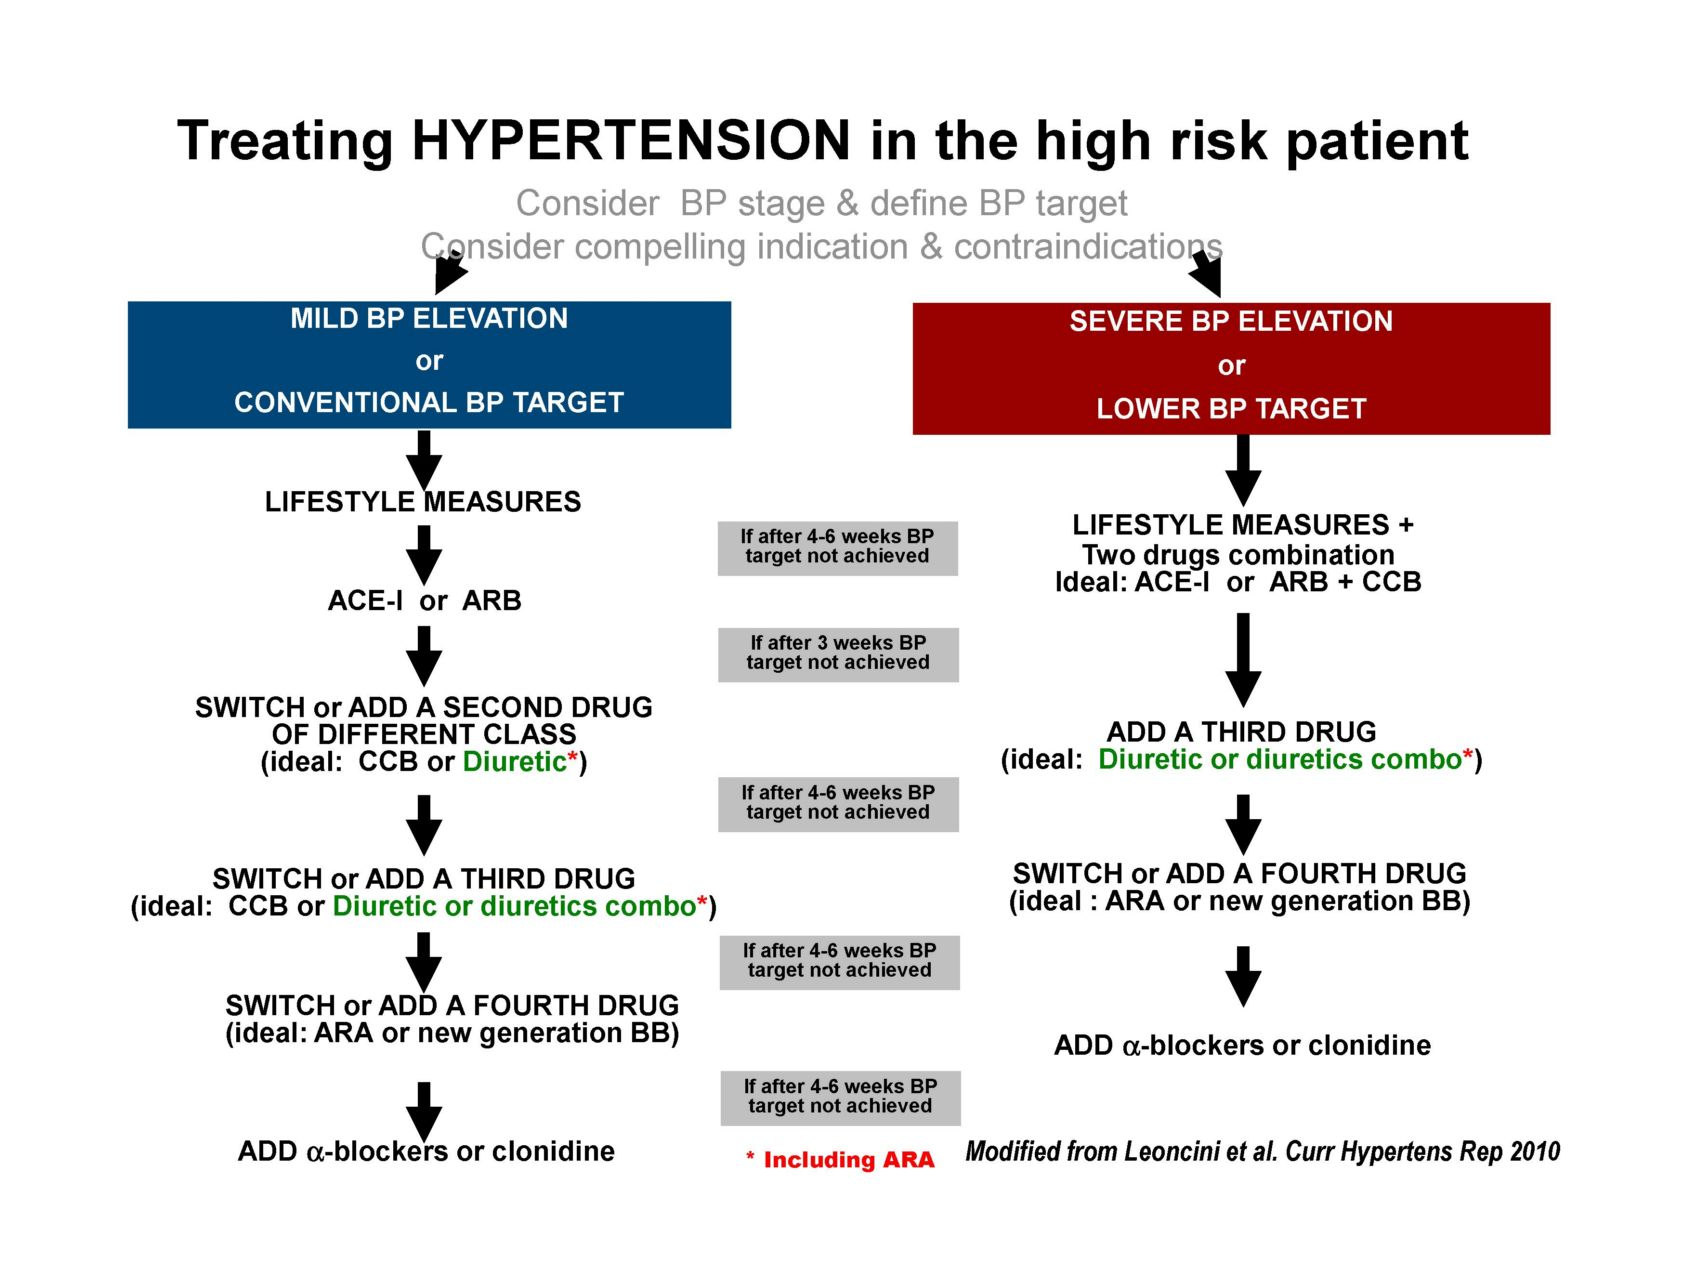 Treating HYPERTENSION in the high risk patient
Consider BP stage & define BP target
Consider compelling indication & contraindications
MILD BP ELEVATION
or
CONVENTIONAL BP TARGET
LIFESTYLE MEASURES
ACE-I or ARB
SWITCH or ADD A SECOND DRUG
OF DIFFERENT CLASS
(ideal: CCB or Diuretic*)
SWITCH or ADD A THIRD DRUG
(ideal: CCB or Diuretic or diuretics combo*)
SWITCH or ADD A FOURTH DRUG
(ideal: ARA or new generation BB)
ADD α-blockers or clonidine
If after 4-6 weeks BP
target not achieved
If after 3 weeks BP
target not achieved
If after 4-6 weeks BP
target not achieved
If after 4-6 weeks BP
target not achieved
If after 4-6 weeks BP
target not achieved
* Including ARA
SEVERE BP ELEVATION
or
LOWER BP TARGET
LIFESTYLE MEASURES +
Two drugs combination
Ideal: ACE-I or ARB + CCB
ADD A THIRD DRUG
(ideal: Diuretic or diuretics combo*)
SWITCH or ADD A FOURTH DRUG
(ideal : ARA or new generation BB)
ADD α-blockers or clonidine
Modified from Leoncini et al. Curr Hypertens Rep 2010